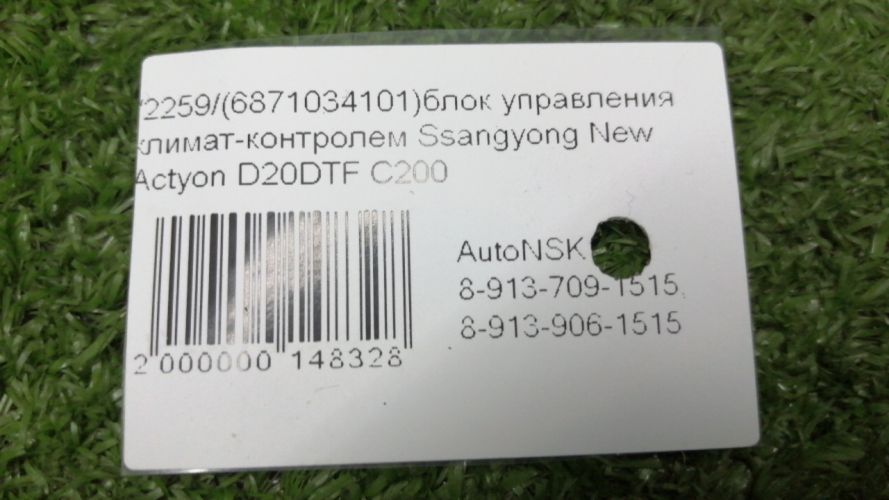 2259/(6871034101)блок управления
климат-контролем Ssangyong New
Actyon D20DTF C200
AutoNSK
8-913-709-1515
8-913-906-1515
2 000000 148328